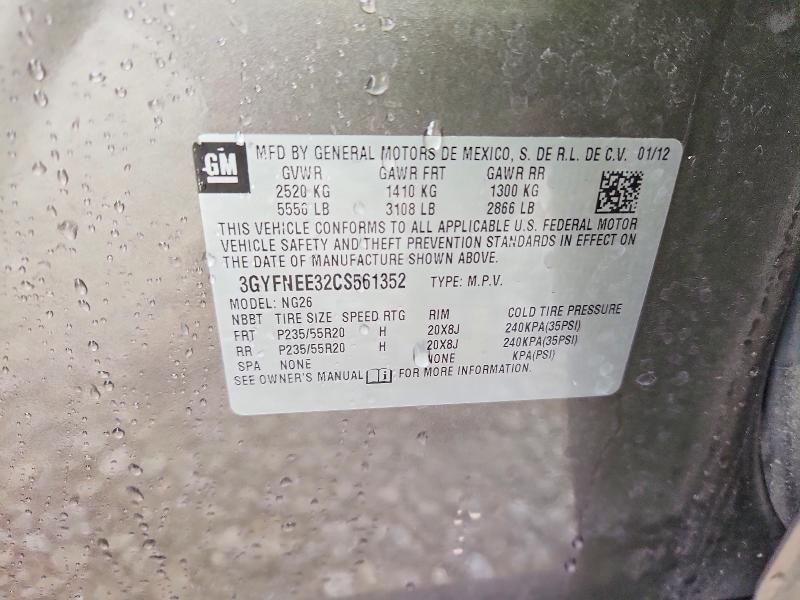 GM MFD BY GENERAL MOTORS DE MEXICO, S. DE R.L. DE C.V. 01/12
GVWR GAWR FRT GAWR RR
2520 KG 1410 KG 1300 KG
5556 LB 3108 LB 2866 LB
THIS VEHICLE CONFORMS TO ALL APPLICABLE U.S. FEDERAL MOTOR
VEHICLE SAFETY AND THEFT PREVENTION STANDARDS IN EFFECT ON
THE DATE OF MANUFACTURE SHOWN ABOVE.
3GYFNEE32CS561352 TYPE: M.P.V.
MODEL: NG26
NBBT TIRE SIZE SPEED RTG RIM COLD TIRE PRESSURE
FRT P235/55R20 H 20X8J 240KPA(35PSI)
RR P235/55R20 H 20X8J 240KPA(35PSI)
SPA NONE NONE KPA(PSI)
SEE OWNER'S MANUAL FOR MORE INFORMATION.